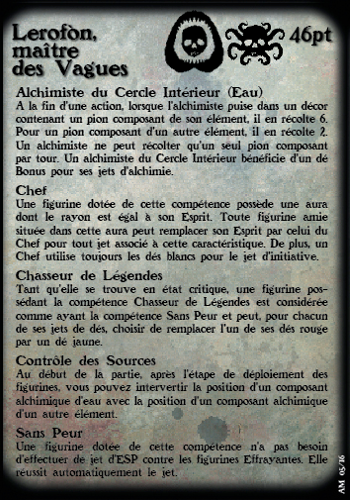 Lerofòn,
maître
des Vagues
46pt
Alchimiste du Cercle Intérieur (Eau)
A la fin d'une action, lorsque l'alchimiste puise dans un décor
contenant un pion composant de son élément, il en récolte 6.
Pour un pion composant d'un autre élément, il en récolte 2.
Un alchimiste ne peut récolter qu'un seul pion composant
par tour. Un alchimiste du Cercle Intérieur bénéficie d'un dé
Bonus pour ses jets d'alchimie.
Chef
Une figurine dotée de cette compétence possède une aura
dont le rayon est égal à son Esprit. Toute figurine amie
située dans cette aura peut remplacer son Esprit par celui du
Chef pour tout jet associé à cette caractéristique. De plus, un
Chef utilise toujours les dés blancs pour le jet d'initiative.
Chasseur de Légendes
Tant qu'elle se trouve en état critique, une figurine pos-
sédant la compétence Chasseur de Légendes est considérée
comme ayant la compétence Sans Peur et peut, pour chacun
de ses jets de dés, choisir de remplacer l'un de ses dés rouge
par un dé jaune.
Contrôle des Sources
Au début de la partie, après l'étape de déploiement des
figurines, vous pouvez intervertir la position d'un composant
alchimique d'eau avec la position d'un composant alchimique
d'un autre élément.
Sans Peur
Une figurine dotée de cette compétence n'a pas besoin
d'effectuer de jet d'ESP contre les figurines Effrayantes. Elle
réussit automatiquement le jet.
AM 05/16